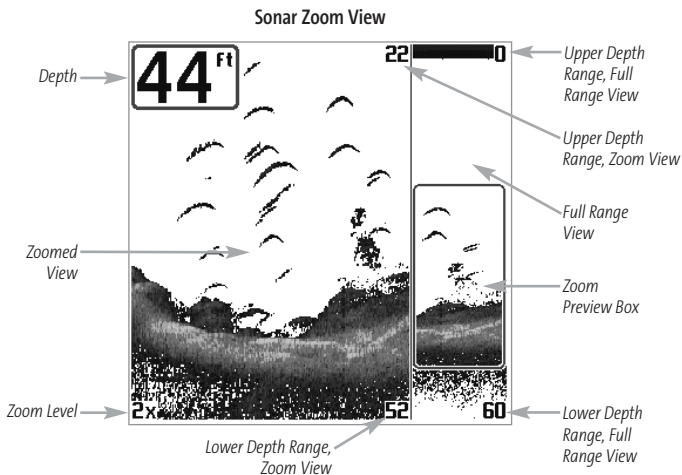 Sonar Zoom View
Depth
44 Ft
22
0
Upper Depth
Range, Full
Range View
Upper Depth
Range, Zoom View
Full Range
View
Zoomed
View
Zoom
Preview Box
Zoom Level
2x
52
60
Lower Depth Range,
Zoom View
Lower Depth
Range, Full
Range View